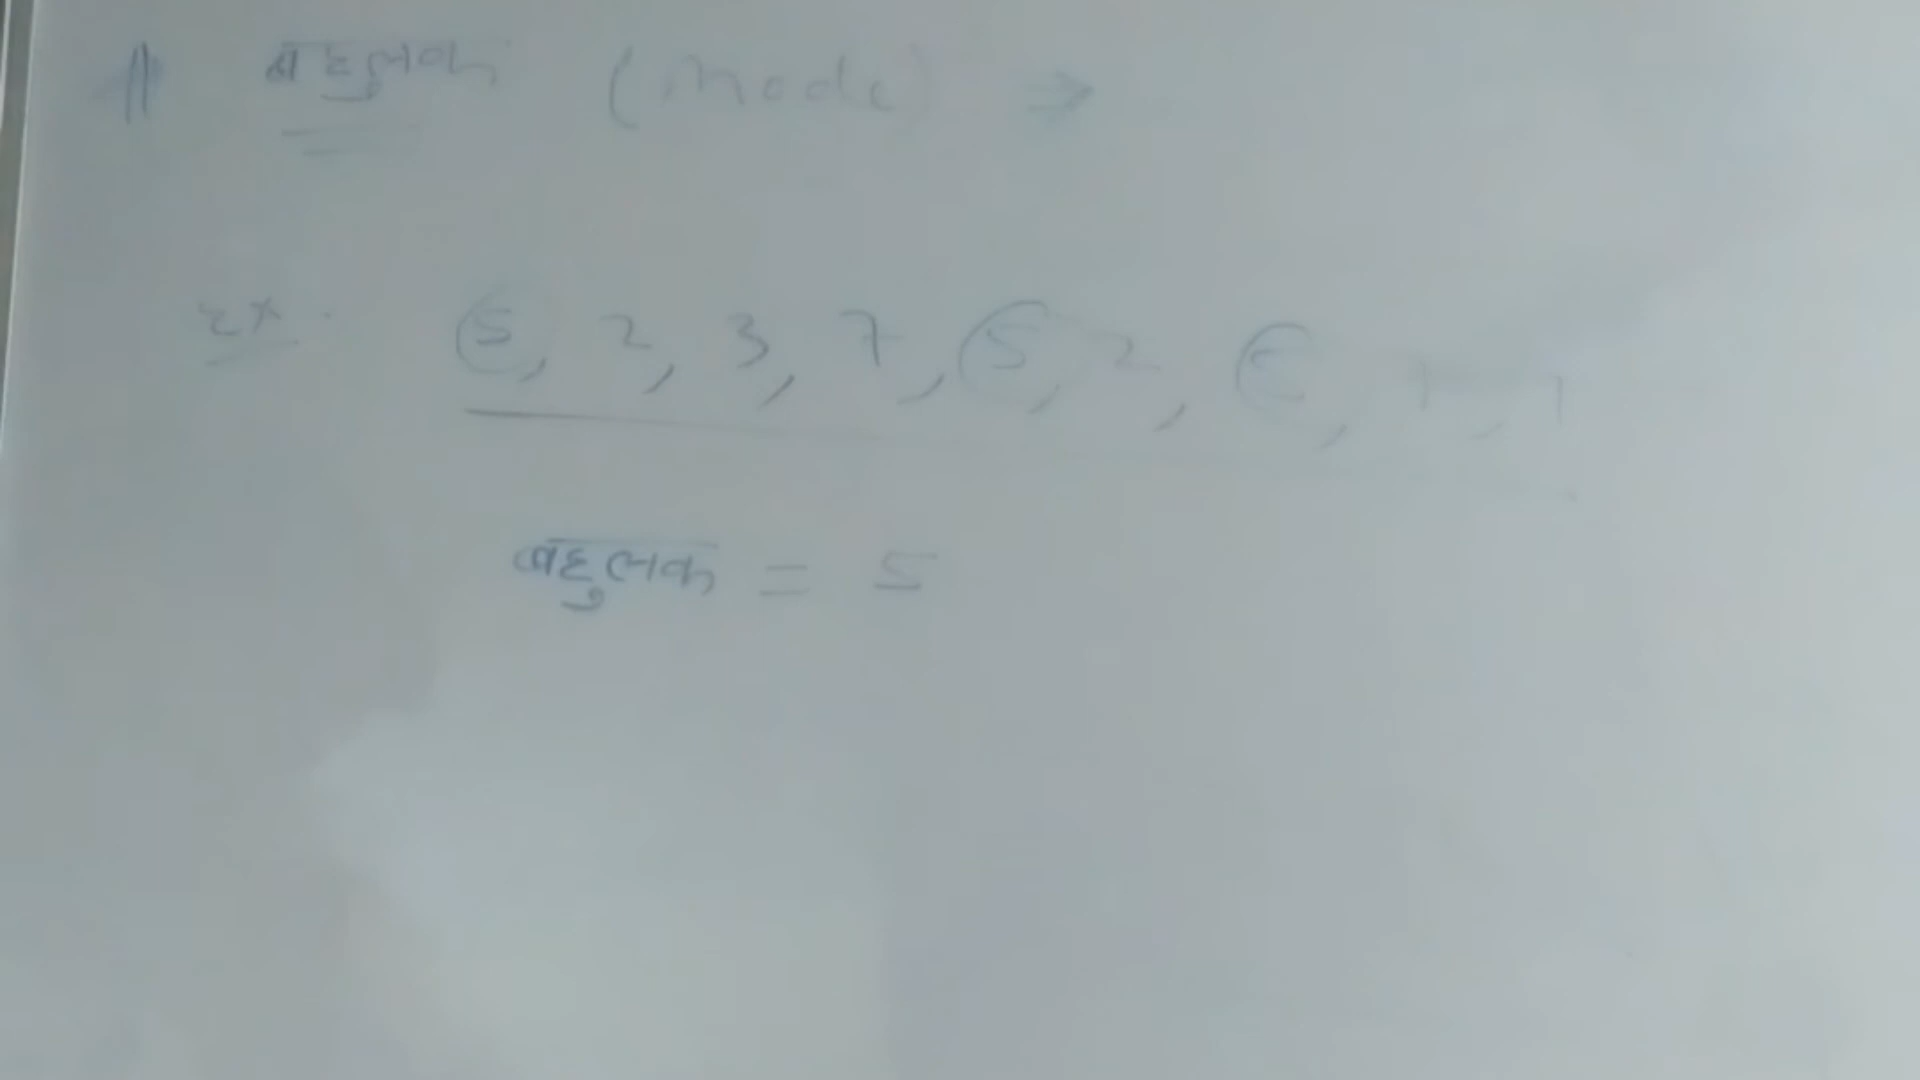 # बहुलक (Mode) →
Ex. 5, 2, 3, 7, 5, 2, 5,
बहुलक = 5